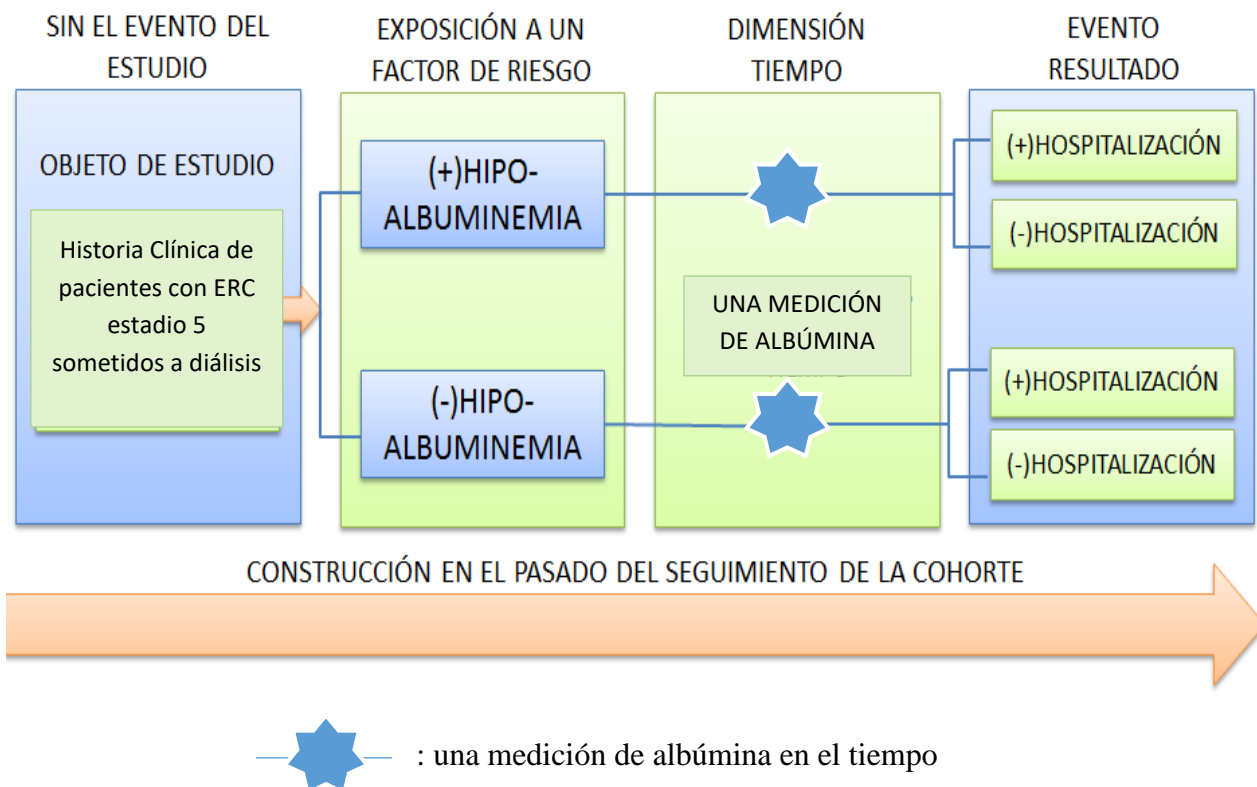 SIN EL EVENTO DEL
ESTUDIO
EXPOSICIÓN A UN
FACTOR DE RIESGO
DIMENSIÓN
TIEMPO
EVENTO
RESULTADO
OBJETO DE ESTUDIO
Historia Clínica de
pacientes con ERC
estadio 5
sometidos a diálisis
(+)HIPO-
ALBUMINEMIA
(-)HIPO-
ALBUMINEMIA
UNA MEDICIÓN
DE ALBÚMINA
(+)HOSPITALIZACIÓN
(-)HOSPITALIZACIÓN
(+)HOSPITALIZACIÓN
(-)HOSPITALIZACIÓN
CONSTRUCCIÓN EN EL PASADO DEL SEGUIMIENTO DE LA COHORTE
: una medición de albúmina en el tiempo